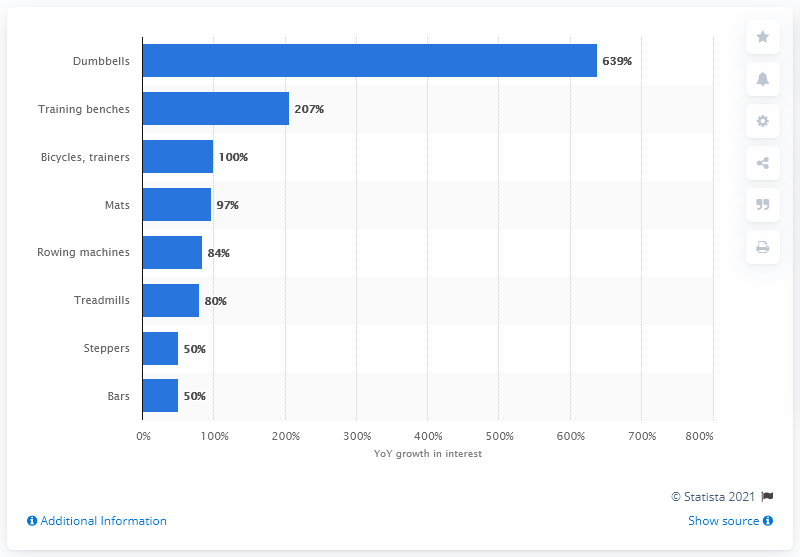 Dumbbells 639%
Training benches 207%
Bicycles, trainers 100%
Mats 97%
Rowing machines 84%
Treadmills 80%
Steppers 50%
Bars 50%
0% 100% 200% 300% 400% 500% 600% 700% 800%
YoY growth in interest
© Statista 2021
Additional Information Show source